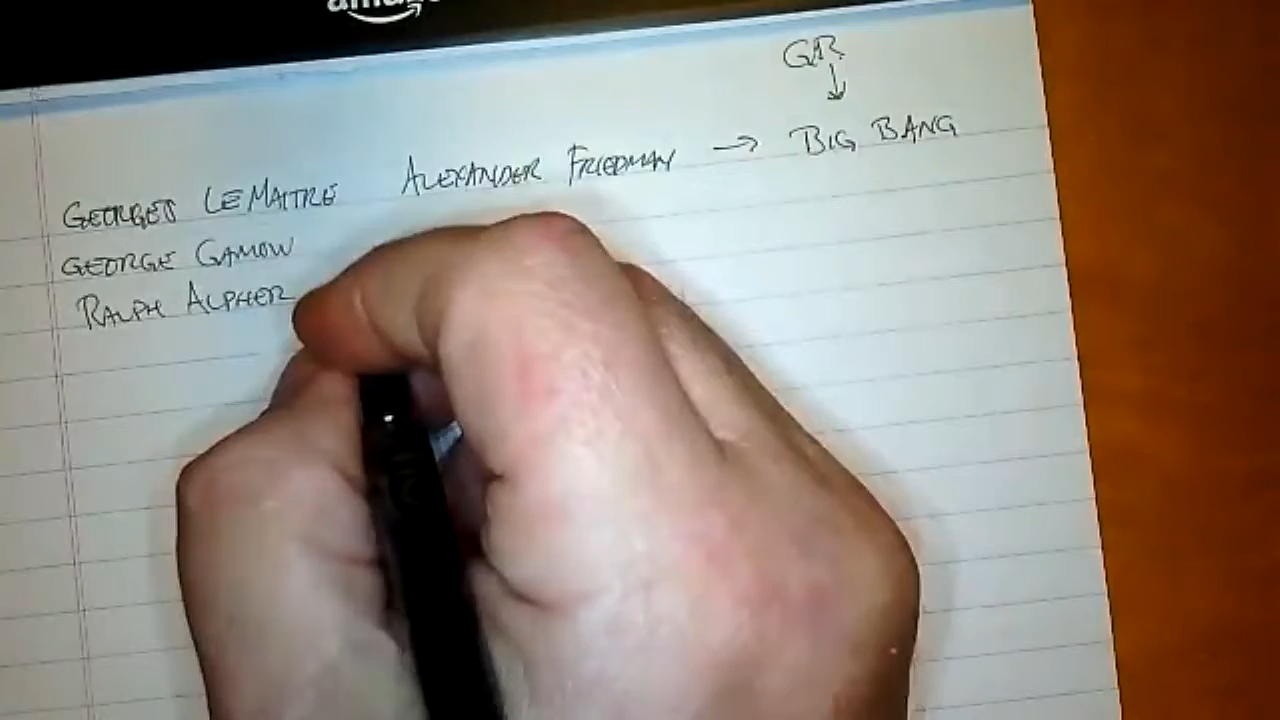 GR
GEORGES LEMAITRE ALEXANDER FRIEDMAN → BIG BANG
GEORGE GAMOW
RALPH ALPHER